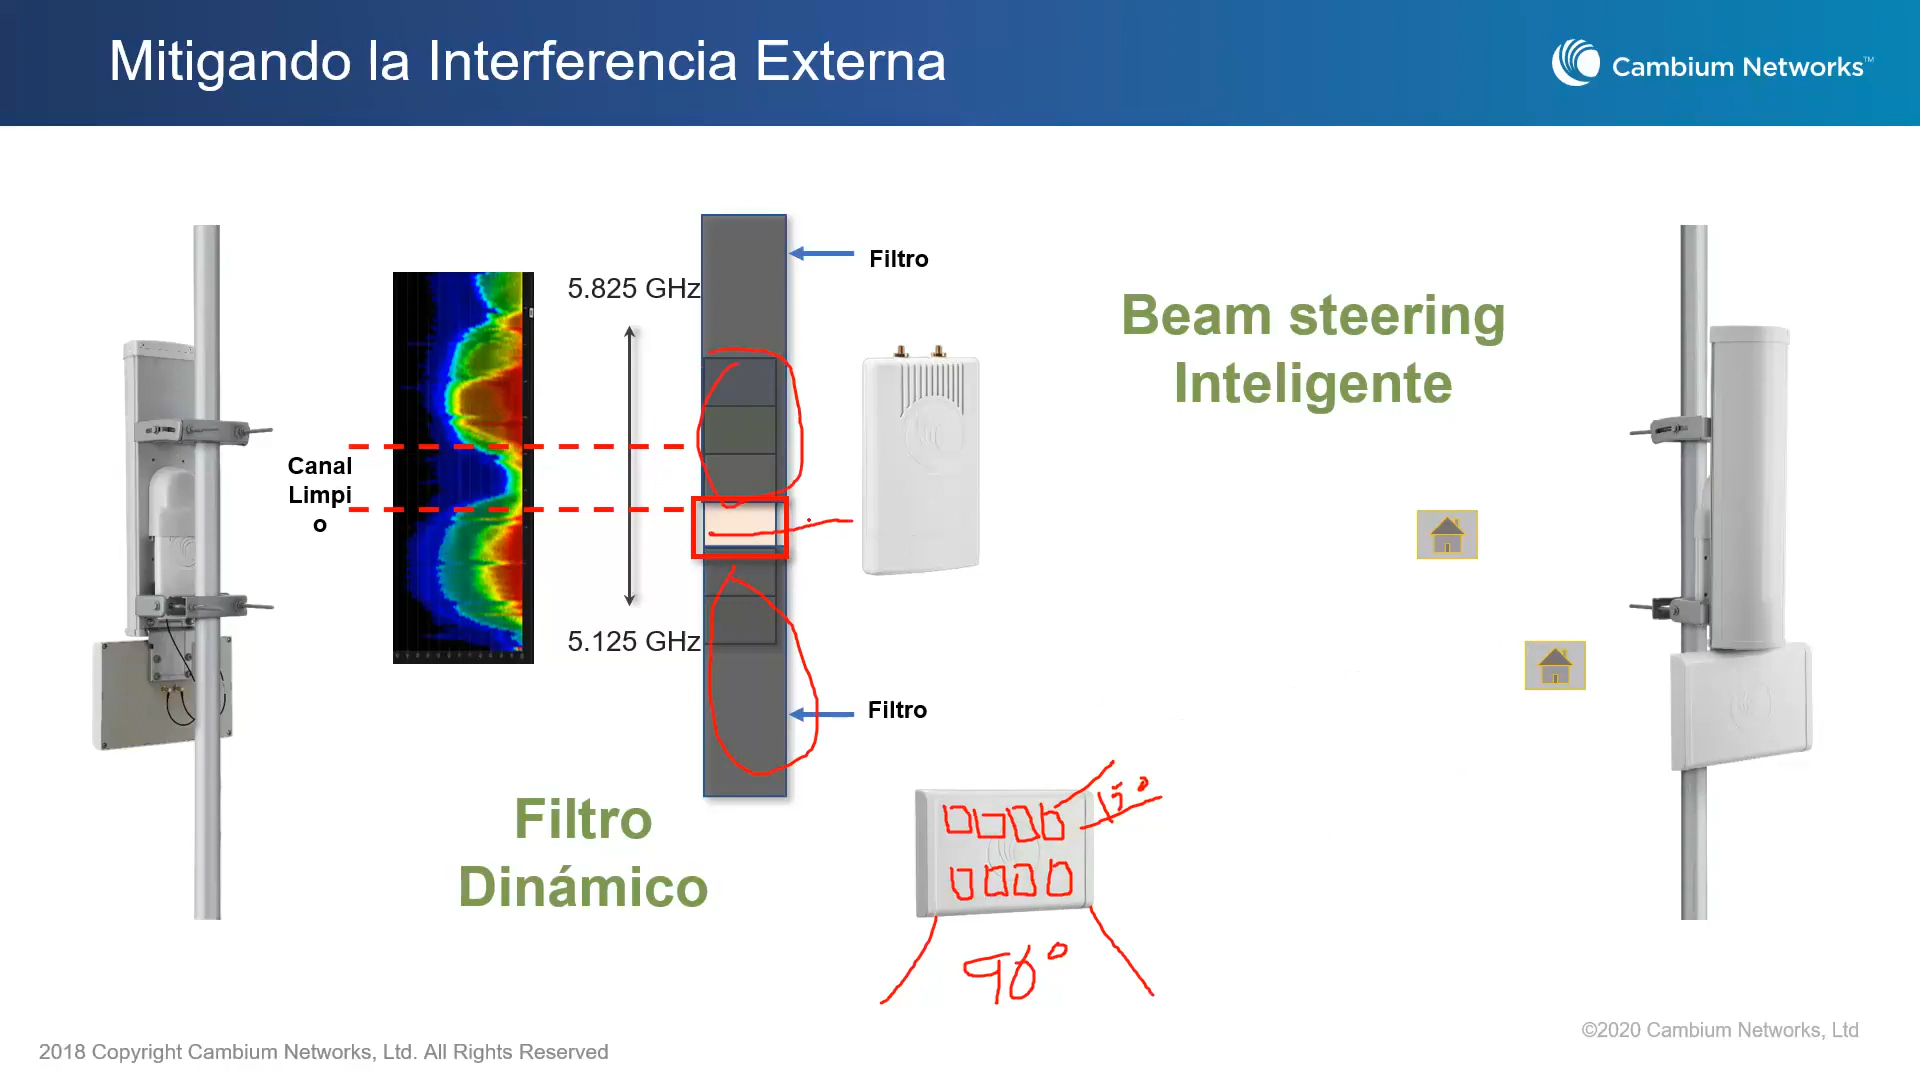 Mitigando la Interferencia Externa
Cambium Networks™
Filtro
5.825 GHz
Beam steering
Inteligente
Canal
Limpi
o
5.125 GHz
Filtro
15°
Filtro
Dinámico
90°
©2020 Cambium Networks, Ltd
2018 Copyright Cambium Networks, Ltd. All Rights Reserved